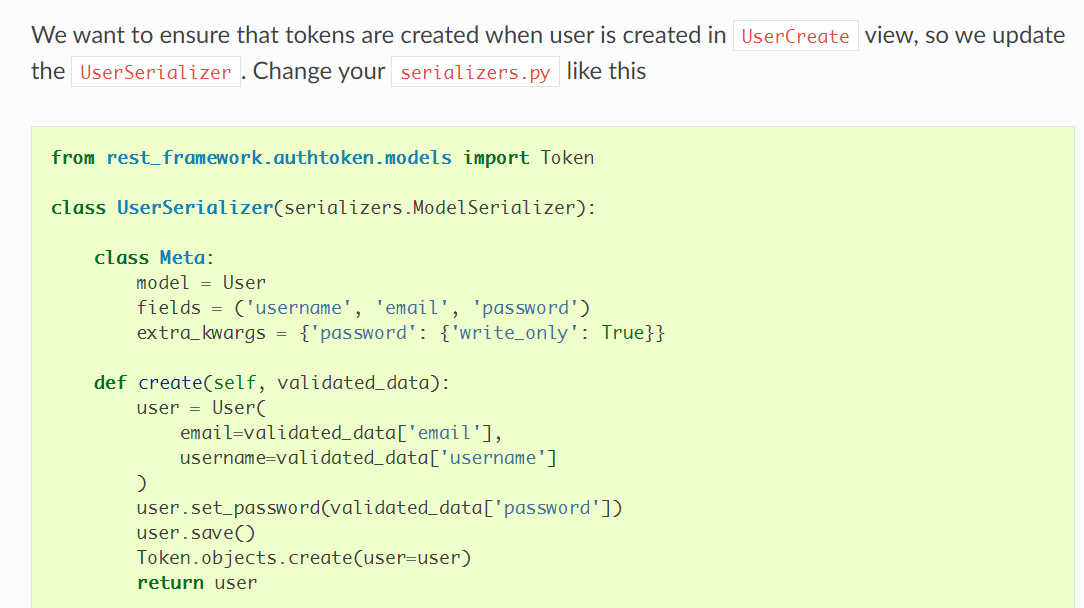 We want to ensure that tokens are created when user is created in UserCreate view, so we update
the UserSerializer. Change your serializers.py like this
from rest_framework.authtoken.models import Token
class UserSerializer(serializers.ModelSerializer):
    class Meta:
        model = User
        fields = ('username', 'email', 'password')
        extra_kwargs = {'password': {'write_only': True}}
    def create(self, validated_data):
        user = User(
            email=validated_data['email'],
            username=validated_data['username']
        )
        user.set_password(validated_data['password'])
        user.save()
        Token.objects.create(user=user)
        return user